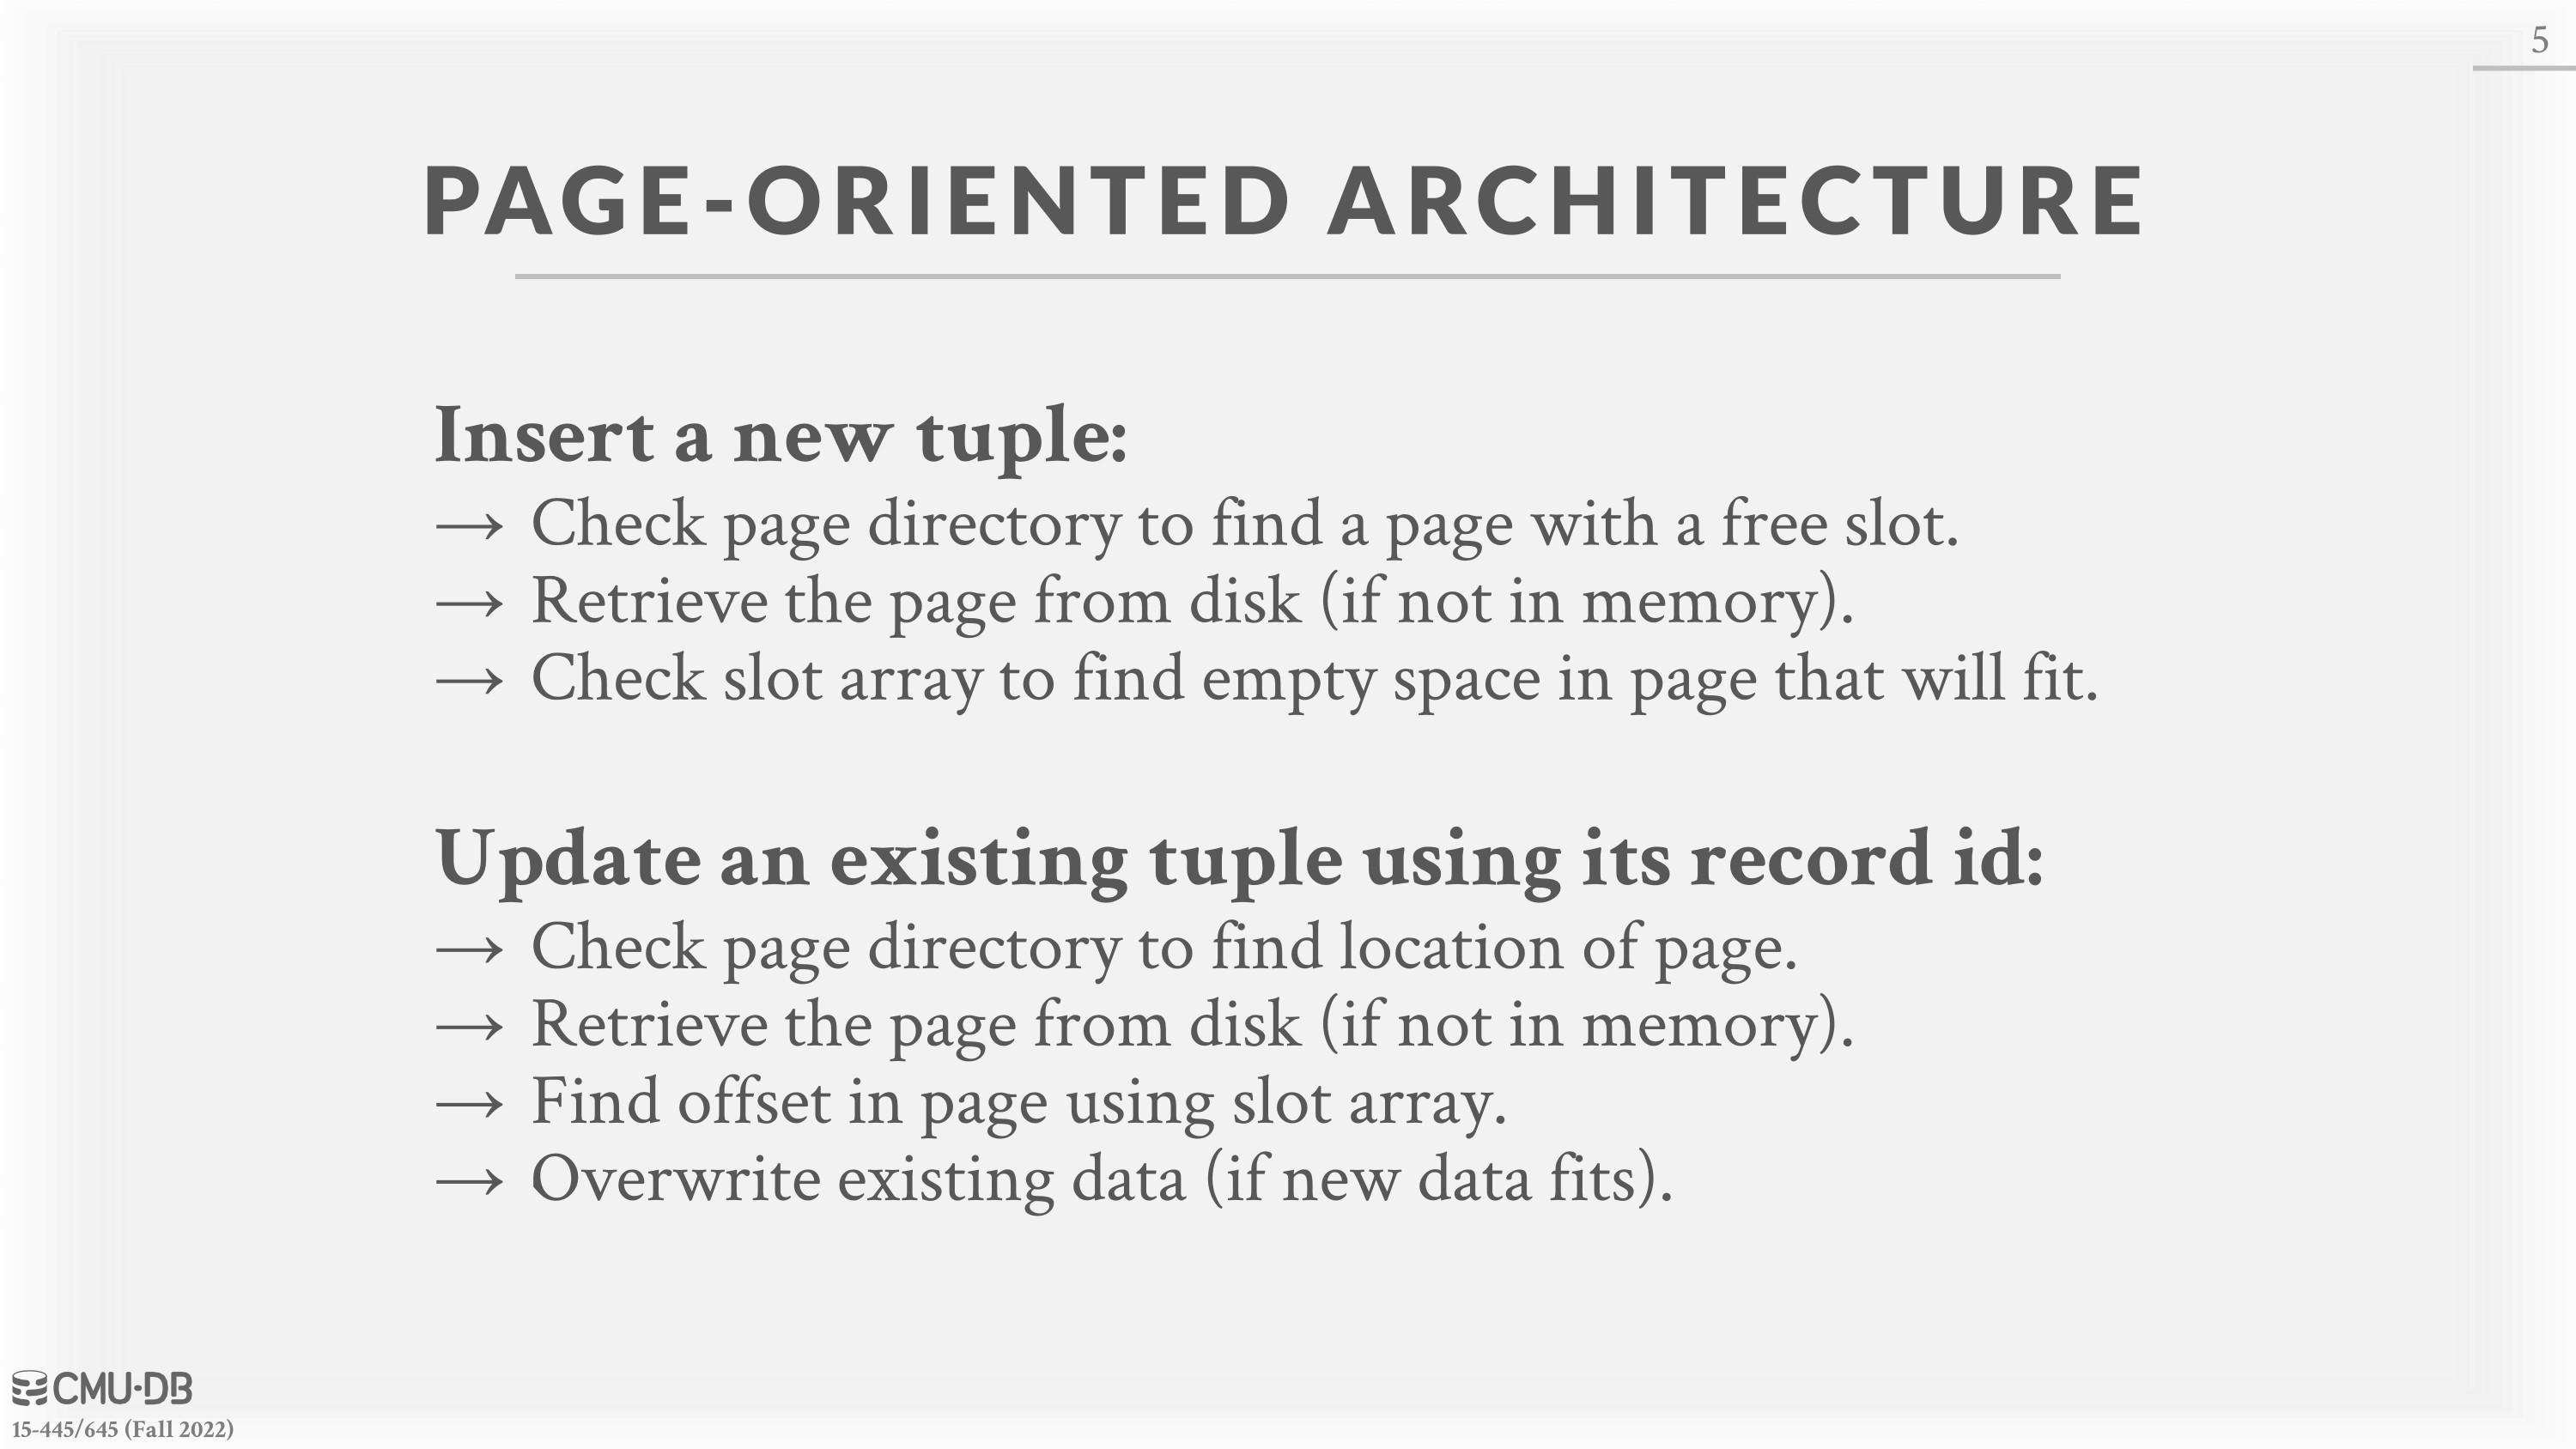 5
PAGE-ORIENTED ARCHITECTURE
Insert a new tuple:
→ Check page directory to find a page with a free slot.
→ Retrieve the page from disk (if not in memory).
→ Check slot array to find empty space in page that will fit.
Update an existing tuple using its record id:
→ Check page directory to find location of page.
→ Retrieve the page from disk (if not in memory).
→ Find offset in page using slot array.
→ Overwrite existing data (if new data fits).
CMU·DB
15-445/645 (Fall 2022)